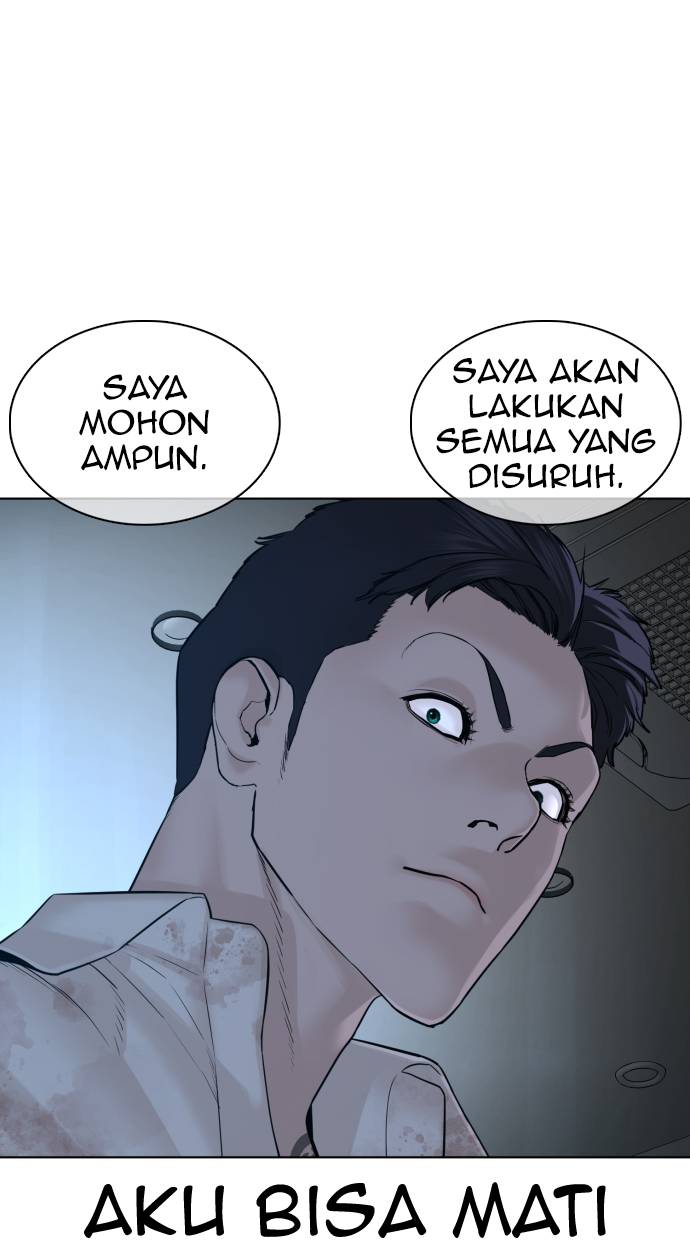 SAYA
MOHON
AMPUN.
SAYA AKAN
LAKUKAN
SEMUA YANG
DISURUH.
AKU BISA MATI